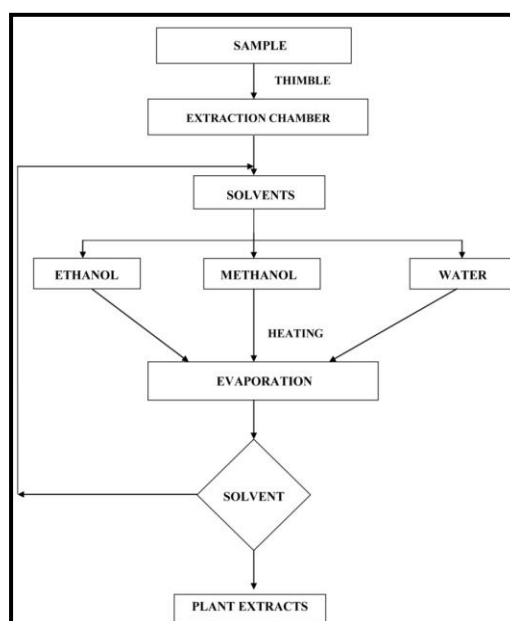 SAMPLE
THIMBLE
EXTRACTION CHAMBER
SOLVENTS
ETHANOL METHANOL WATER
HEATING
EVAPORATION
SOLVENT
PLANT EXTRACTS